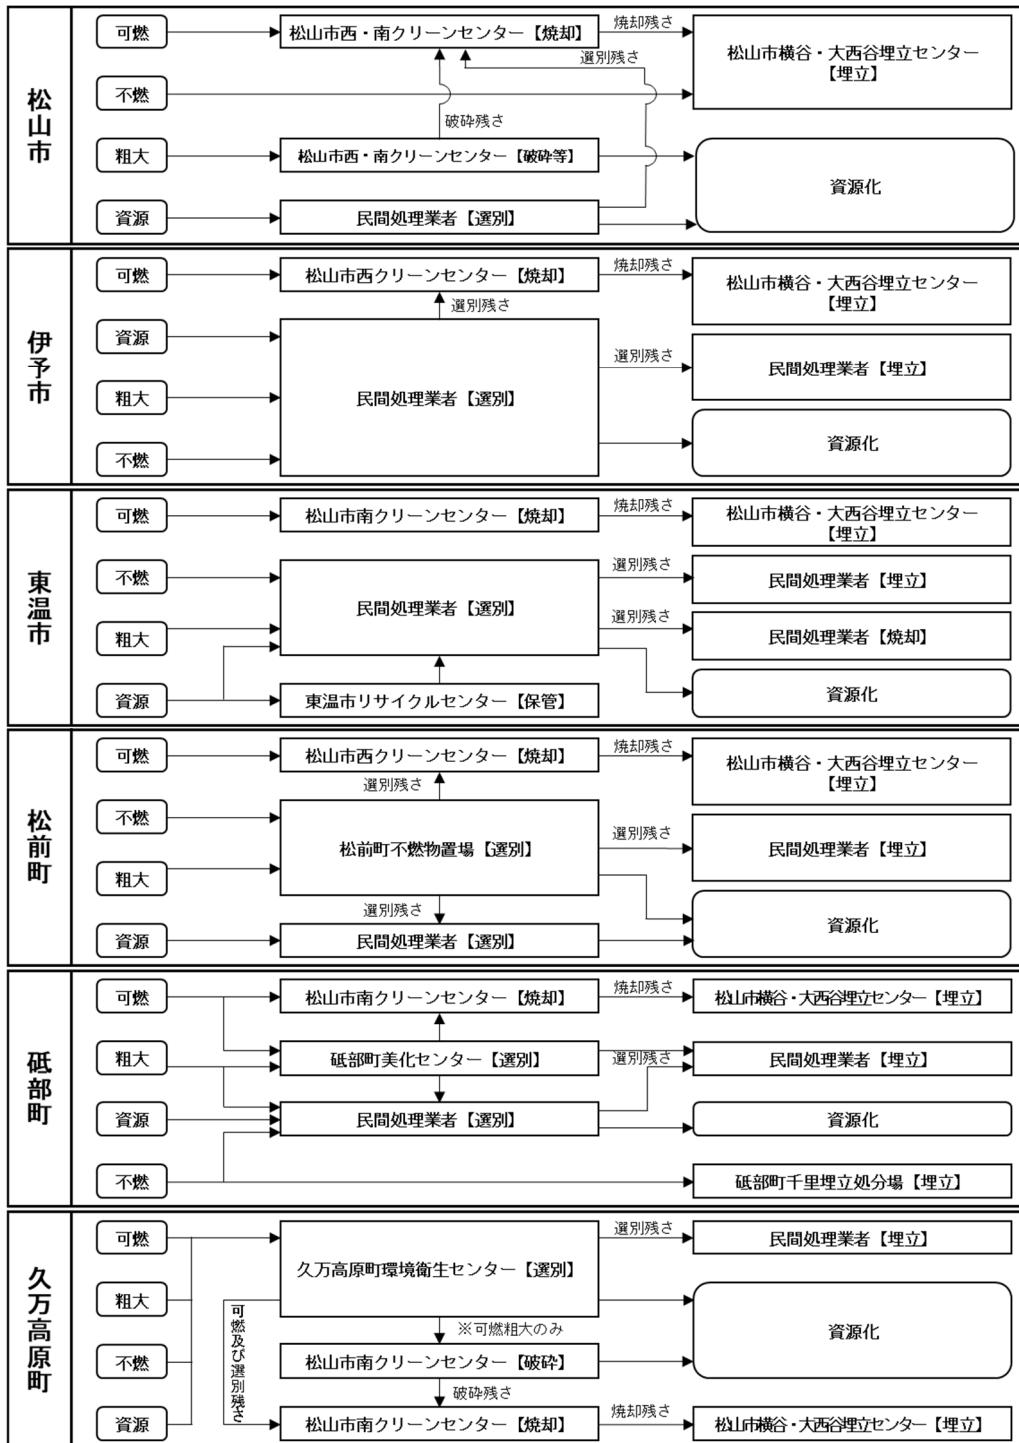 松山市
可燃
松山市西・南クリーンセンター【焼却】
焼却残さ
松山市横谷・大西谷埋立センター
【埋立】
選別残さ
不燃
破砕残さ
粗大
松山市西・南クリーンセンター【破砕等】
資源化
資源
民間処理業者【選別】
伊予市
可燃
松山市西クリーンセンター【焼却】
焼却残さ
松山市横谷・大西谷埋立センター
【埋立】
選別残さ
資源
選別残さ
民間処理業者【埋立】
粗大
民間処理業者【選別】
資源化
不燃
東温市
可燃
松山市南クリーンセンター【焼却】
焼却残さ
松山市横谷・大西谷埋立センター
【埋立】
不燃
選別残さ
民間処理業者【埋立】
民間処理業者【選別】
粗大
選別残さ
民間処理業者【焼却】
資源
東温市リサイクルセンター【保管】
資源化
松前町
可燃
松山市西クリーンセンター【焼却】
焼却残さ
松山市横谷・大西谷埋立センター
【埋立】
選別残さ
不燃
松前町不燃物置場【選別】
選別残さ
民間処理業者【埋立】
粗大
選別残さ
資源
民間処理業者【選別】
資源化
砥部町
可燃
松山市南クリーンセンター【焼却】
焼却残さ
松山市横谷・大西谷埋立センター【埋立】
粗大
砥部町美化センター【選別】
選別残さ
民間処理業者【埋立】
資源
民間処理業者【選別】
資源化
不燃
砥部町千里埋立処分場【埋立】
久万高原町
可燃
久万高原町環境衛生センター【選別】
選別残さ
民間処理業者【埋立】
粗大
可燃及び選別残さ
※可燃粗大のみ
資源化
不燃
松山市南クリーンセンター【破砕】
破砕残さ
資源
松山市南クリーンセンター【焼却】
焼却残さ
松山市横谷・大西谷埋立センター【埋立】